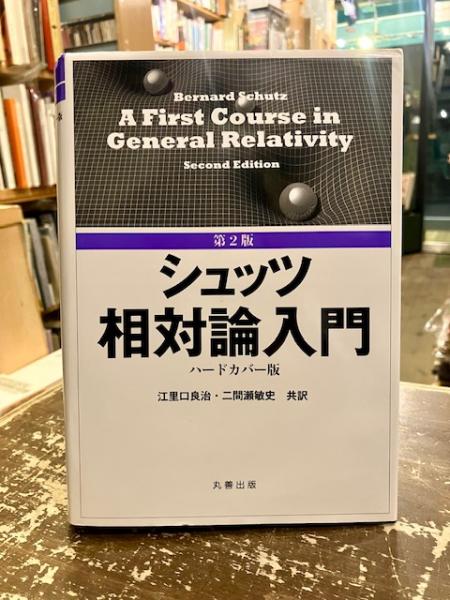 Bernard Schutz
A First Course in
General Relativity
Second Edition
第2版
シュッツ
相対論入門
ハードカバー版
江里口良治・二間瀬敏史 共訳
丸善出版